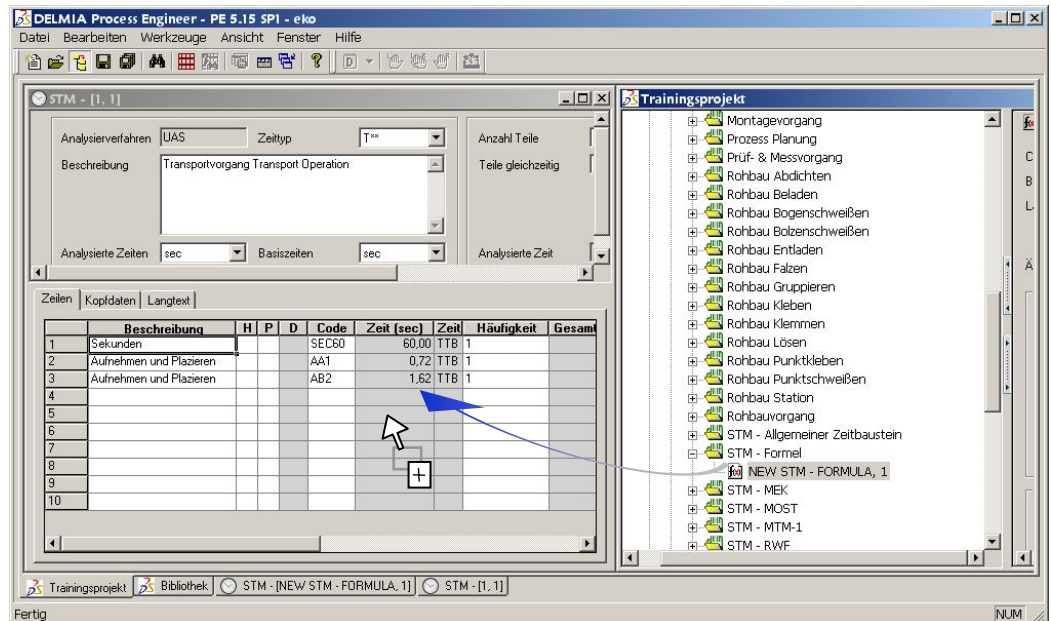 DELMIA Process Engineer - PE 5.15 SP1 - eko
Datei Bearbeiten Werkzeuge Ansicht Fenster Hilfe
STM - [1, 1]
Analysierverfahren UAS Zeittyp T** Anzahl Teile
Beschreibung Transportvorgang Transport Operation Teile gleichzeitig
Analysierte Zeiten sec Basiszeiten sec Analysierte Zeit
Zeilen Kopfdaten Langtext
Beschreibung H P D Code Zeit (sec) Zeit Häufigkeit Gesamt
1 Sekunden SEC60 60,00 TTB 1
2 Aufnehmen und Plazieren AA1 0,72 TTB 1
3 Aufnehmen und Plazieren AB2 1,62 TTB 1
4
5
6
7
8
9
10
Trainingsprojekt
Montagevorgang
Prozess Planung
Prüf- & Messvorgang
Rohbau Abdichten
Rohbau Beladen
Rohbau Bogenschweißen
Rohbau Bolzenschweißen
Rohbau Entladen
Rohbau Falzen
Rohbau Gruppieren
Rohbau Kleben
Rohbau Klemmen
Rohbau Lösen
Rohbau Punktkleben
Rohbau Punktschweißen
Rohbau Station
Rohbauvorgang
STM - Allgemeiner Zeitbaustein
STM - Formel
f(x) NEW STM - FORMULA, 1
STM - MEK
STM - MOST
STM - MTM-1
STM - RWF
Trainingsprojekt Bibliothek STM - [NEW STM - FORMULA, 1] STM - [1, 1]
Fertig NUM